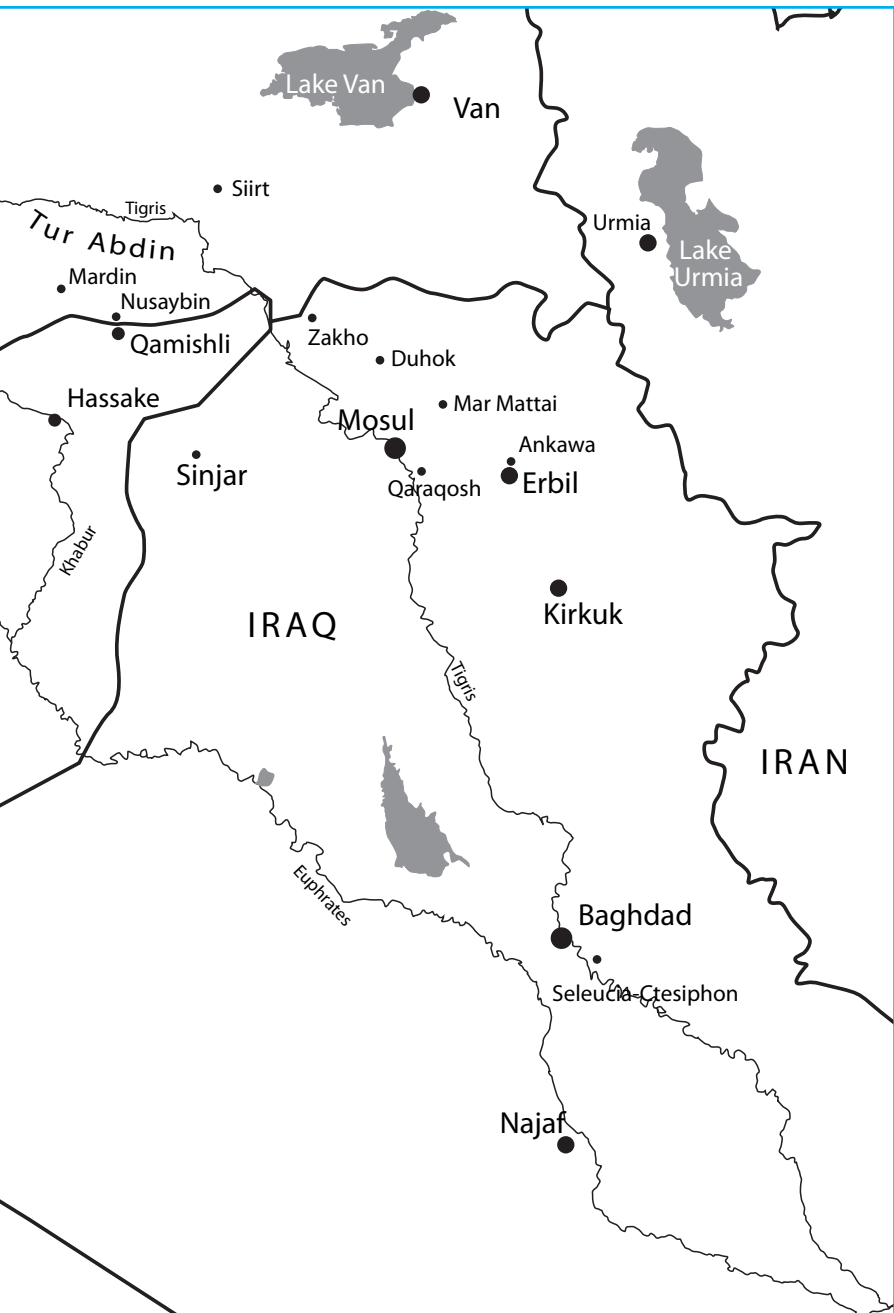 Lake Van
Van
Siirt
Tigris
Tur Abdin
Urmia
Lake
Urmia
Mardin
Nusaybin
Qamishli
Zakho
Duhok
Hassake
Mar Mattai
Mosul
Ankawa
Sinjar
Qaraqosh
Erbil
Khabur
Kirkuk
IRAQ
Tigris
IRAN
Euphrates
Baghdad
Seleucia-Ctesiphon
Najaf